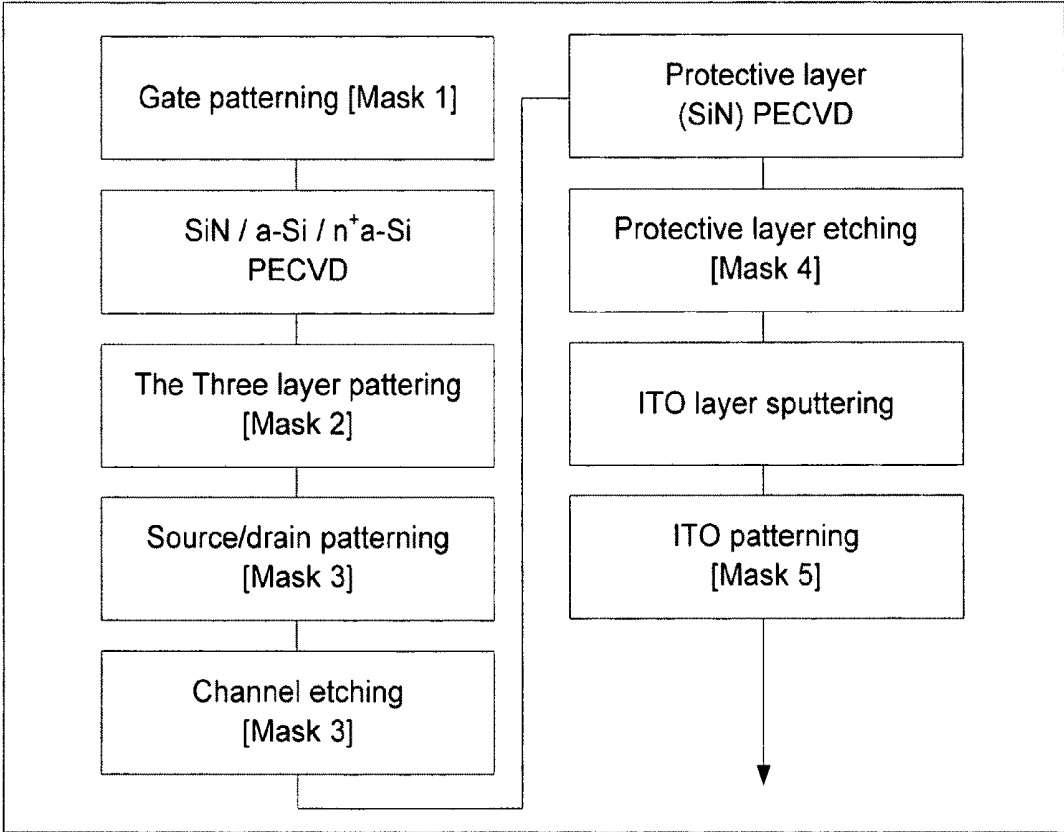 Gate patterning [Mask 1]
SiN / a-Si / n⁺a-Si
PECVD
The Three layer pattering
[Mask 2]
Source/drain patterning
[Mask 3]
Channel etching
[Mask 3]
Protective layer
(SiN) PECVD
Protective layer etching
[Mask 4]
ITO layer sputtering
ITO patterning
[Mask 5]